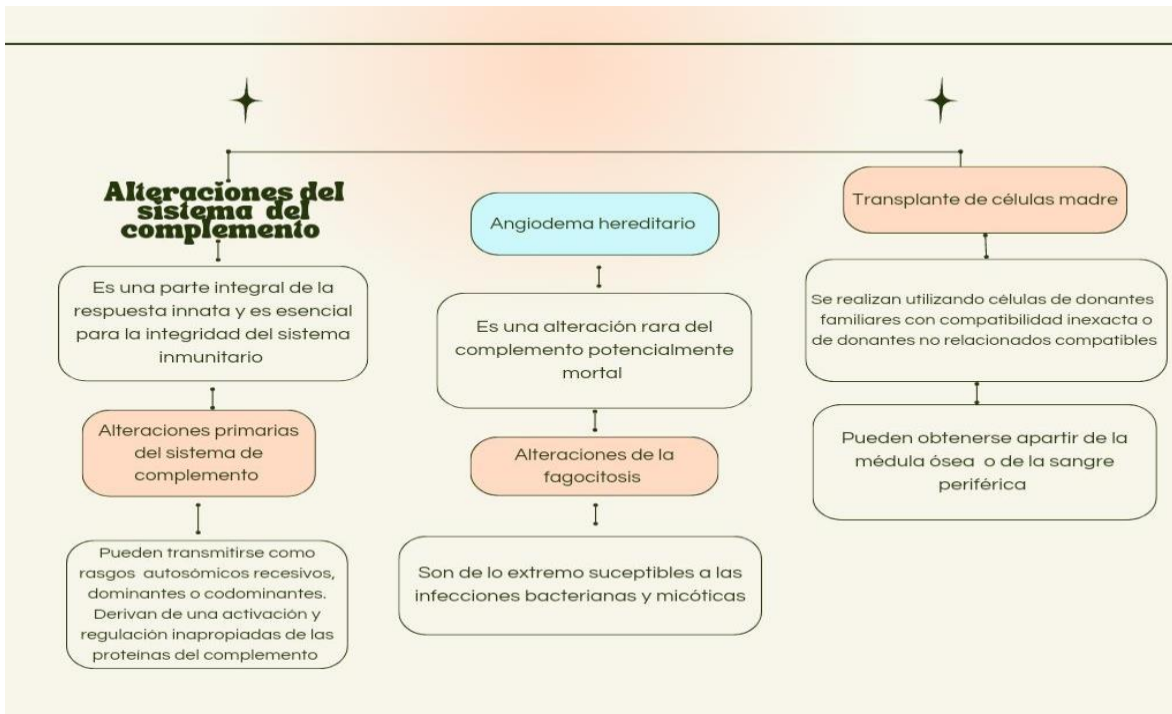 Alteraciones del
sistema del
complemento
Es una parte integral de la
respuesta innata y es esencial
para la integridad del sistema
inmunitario
Alteraciones primarias
del sistema de
complemento
Pueden transmitirse como
rasgos autosómicos recesivos,
dominantes o codominantes.
Derivan de una activación y
regulación inapropiadas de las
proteínas del complemento
Angiodema hereditario
Es una alteración rara del
complemento potencialmente
mortal
Alteraciones de la
fagocitosis
Son de lo extremo suceptibles a las
infecciones bacterianas y micóticas
Transplante de células madre
Se realizan utilizando células de donantes
familiares con compatibilidad inexacta o
de donantes no relacionados compatibles
Pueden obtenerse apartir de la
médula ósea o de la sangre
periférica